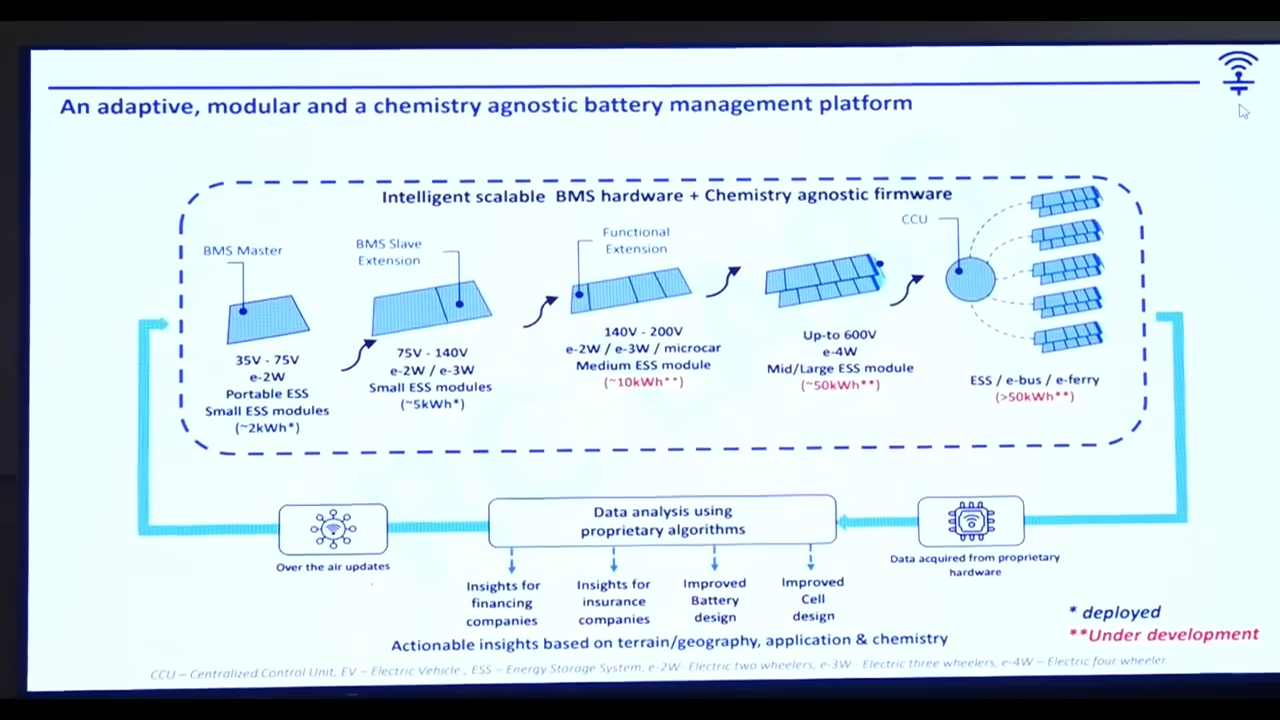 An adaptive, modular and a chemistry agnostic battery management platform
Intelligent scalable BMS hardware + Chemistry agnostic firmware
BMS Master
35V - 75V
e-2W
Portable ESS
Small ESS modules
(~2kWh*)
BMS Slave
Extension
75V - 140V
e-2W / e-3W
Small ESS modules
(~5kWh*)
Functional
Extension
140V - 200V
e-2W / e-3W / microcar
Medium ESS module
(~10kWh**)
Up-to 600V
e-4W
Mid/Large ESS module
(~50kWh**)
CCU
ESS / e-bus / e-ferry
(>50kWh**)
Over the air updates
Data analysis using
proprietary algorithms
Data acquired from proprietary
hardware
Insights for
financing
companies
Insights for
insurance
companies
Improved
Battery
design
Improved
Cell
design
Actionable insights based on terrain/geography, application & chemistry
* deployed
**Under development
CCU – Centralized Control Unit, EV – Electric Vehicle , ESS – Energy Storage System, e-2W- Electric two wheelers, e-3W - Electric three wheelers, e-4W – Electric four wheeler